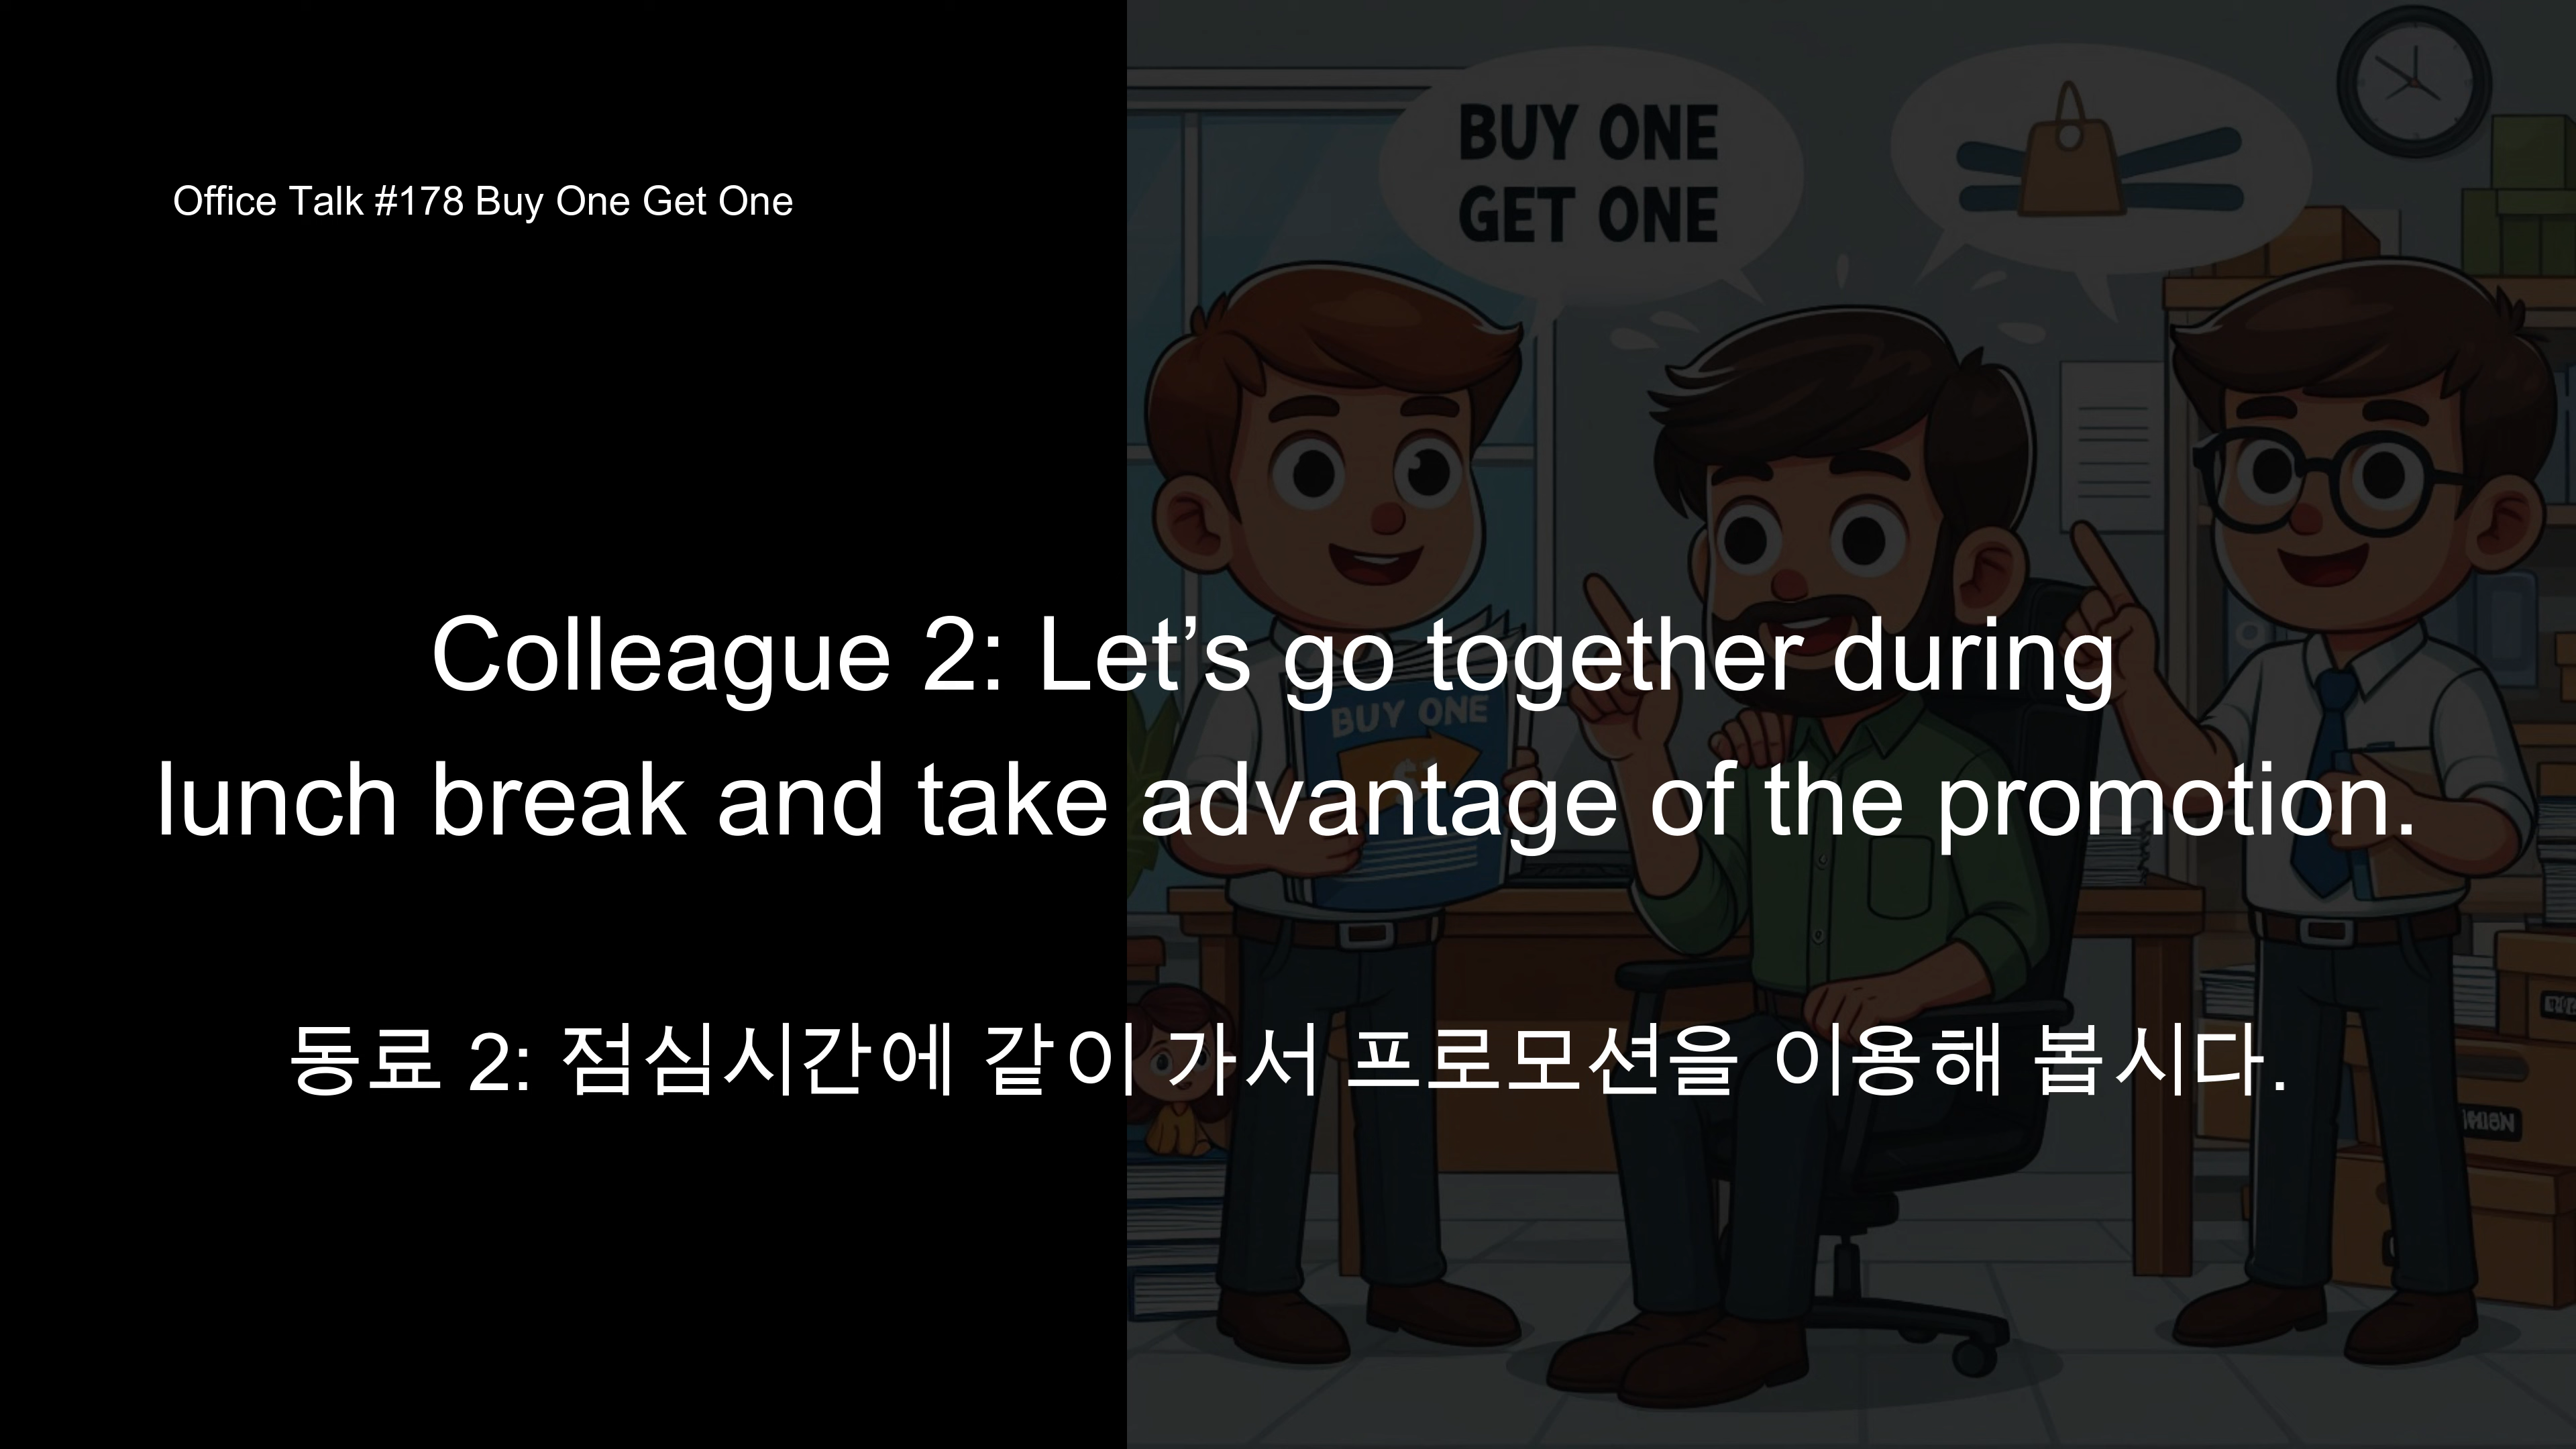 Office Talk #178 Buy One Get One
BUY ONE
GET ONE
Colleague 2: Let’s go together during
lunch break and take advantage of the promotion.
BUY ONE
동료 2: 점심시간에 같이 가서 프로모션을 이용해 봅시다.